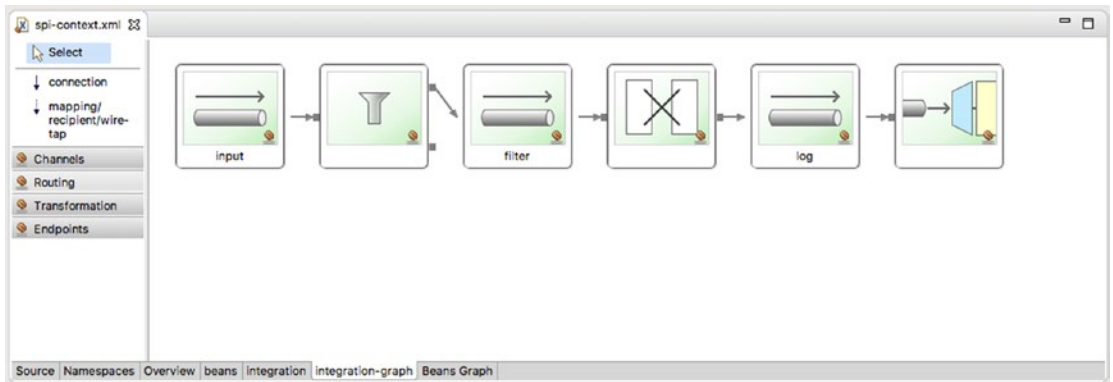 spi-context.xml
Select
connection
mapping/
recipient/wire-
tap
Channels
Routing
Transformation
Endpoints
input
filter
log
Source Namespaces Overview beans integration integration-graph Beans Graph